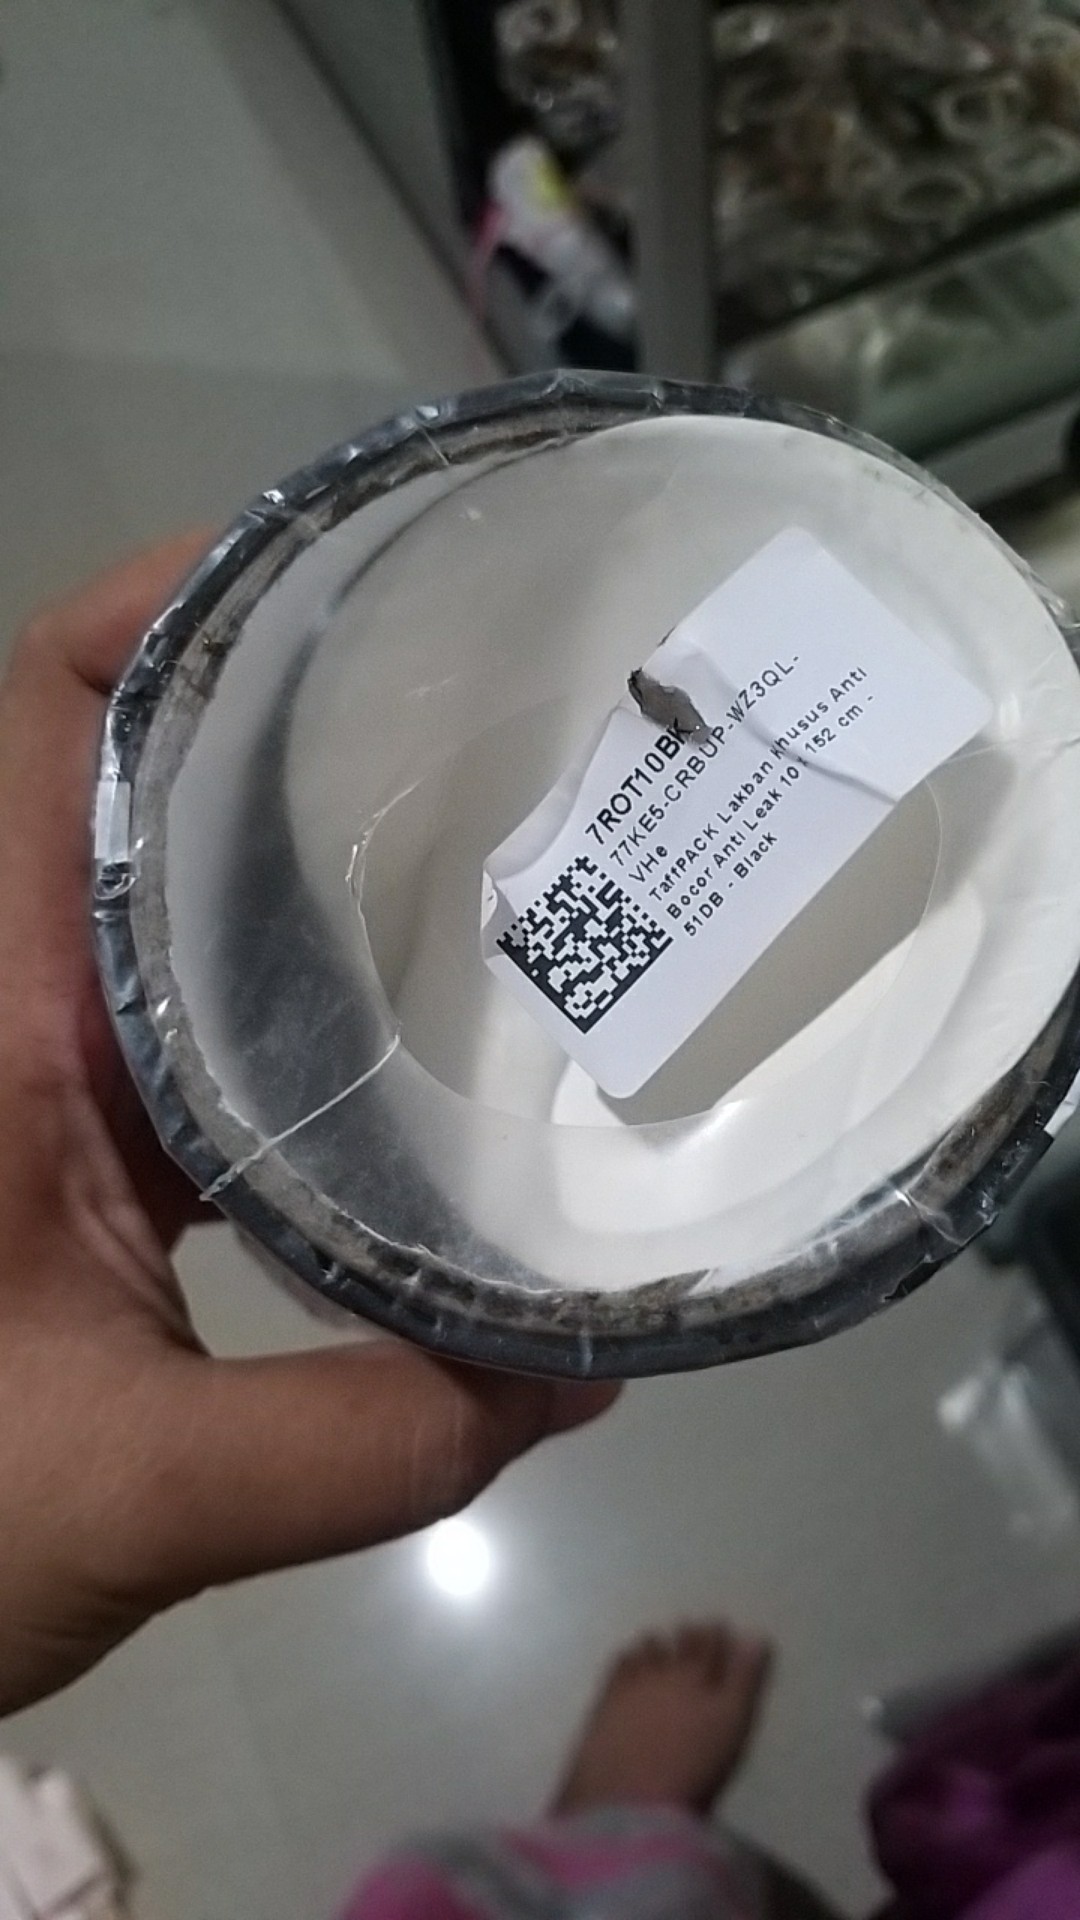 7ROT10BK
77KE5-CRBUP-WZ3QL-
VHe
TaffPACK Lakban Khusus Anti
Bocor Anti Leak 10 x 152 cm -
51DB - Black